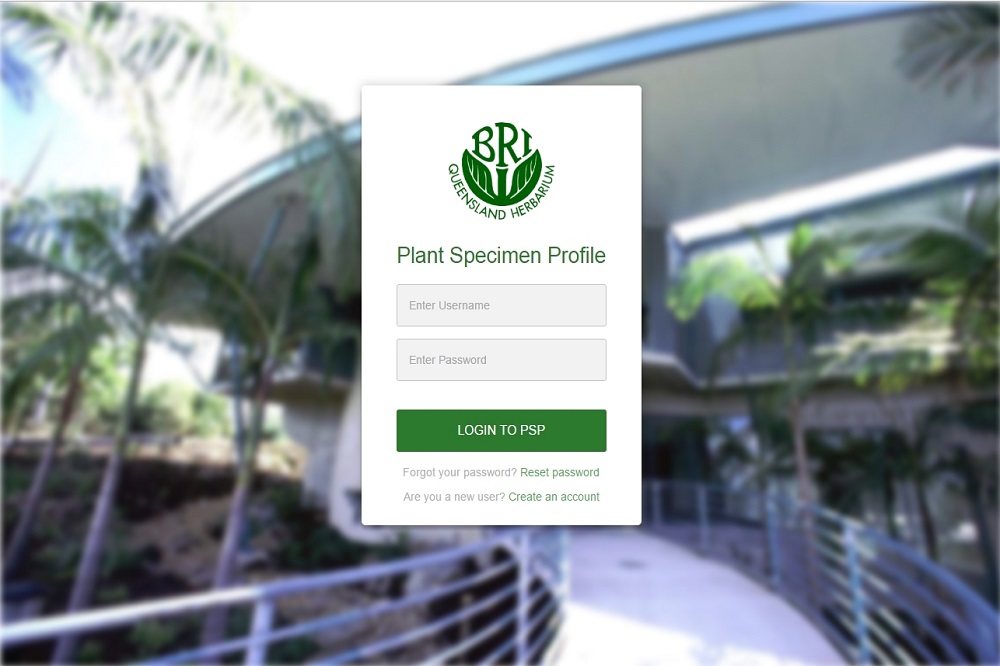 BRI
QUEENSLAND HERBARIUM
Plant Specimen Profile
Enter Username
Enter Password
LOGIN TO PSP
Forgot your password? Reset password
Are you a new user? Create an account